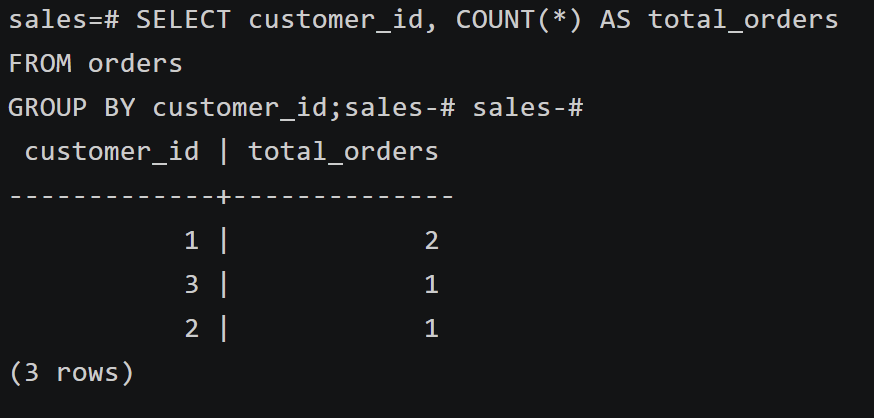 sales=# SELECT customer_id, COUNT(*) AS total_orders
FROM orders
GROUP BY customer_id;sales-# sales-#
 customer_id | total_orders
-------------+--------------
           1 |            2
           3 |            1
           2 |            1
(3 rows)